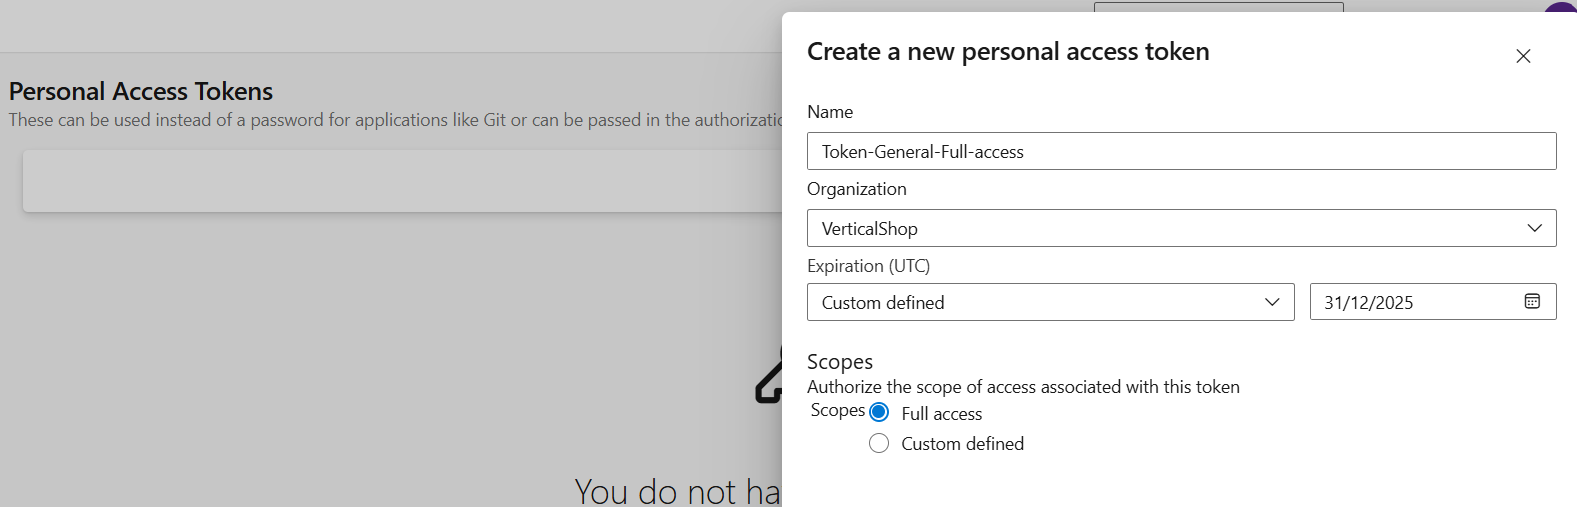 Personal Access Tokens
These can be used instead of a password for applications like Git or can be passed in the
You do not
Create a new personal access token
Name
Token-General-Full-access
Organization
VerticalShop
Expiration (UTC)
Custom defined
31/12/2025
Scopes
Authorize the scope of access associated with this token
Scopes Full access
Custom defined